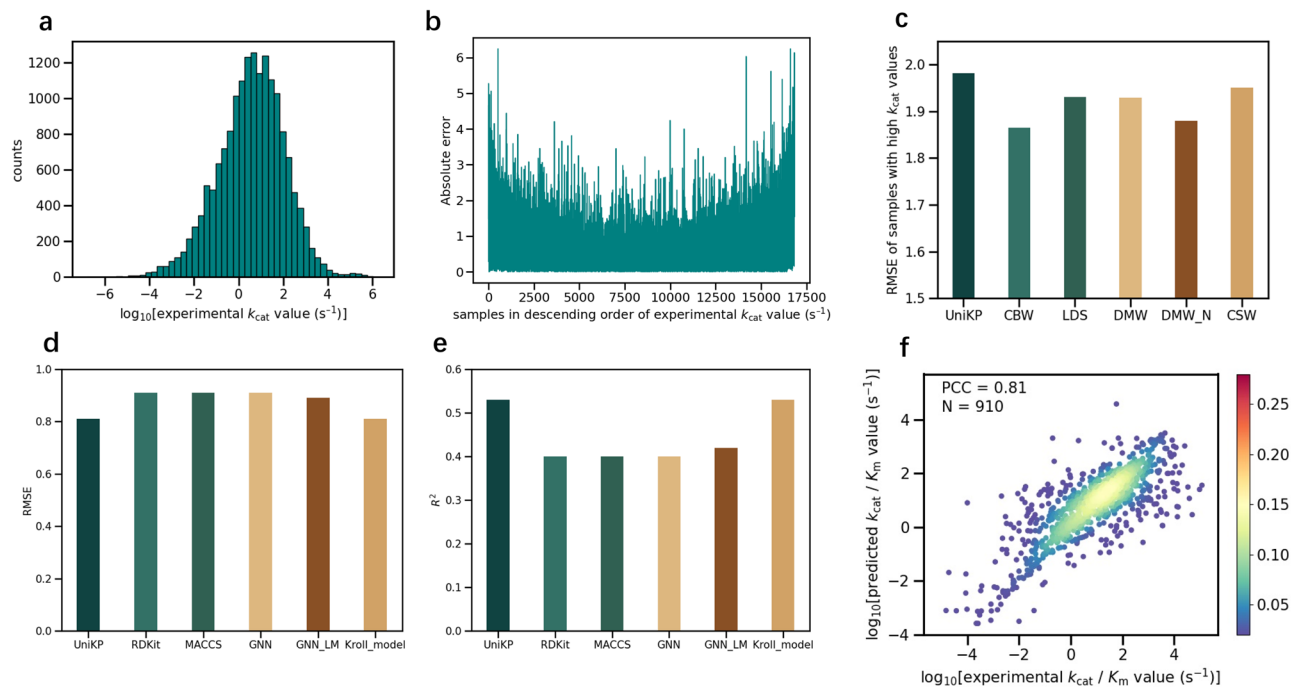 a
1200
1000
800
600
400
200
0
counts
−6 −4 −2 0 2 4 6
log₁₀[experimental kcat value (s⁻¹)]
b
6
5
4
3
2
1
0
Absolute error
0 2500 5000 7500 10000 12500 15000 17500
samples in descending order of experimental kcat value (s⁻¹)
c
2.0
1.9
1.8
1.7
1.6
1.5
RMSE of samples with high kcat values
UniKP CBW LDS DMW DMW_N CSW
d
1.0
0.8
0.6
0.4
0.2
0.0
RMSE
UniKP RDKit MACCS GNN GNN_LM Kroll_model
e
0.6
0.5
0.4
0.3
0.2
0.1
0.0
R²
UniKP RDKit MACCS GNN GNN_LM Kroll_model
f
PCC = 0.81
N = 910
4
2
0
−2
−4
log₁₀[predicted kcat / Km value (s⁻¹)]
−4 −2 0 2 4
log₁₀[experimental kcat / Km value (s⁻¹)]
0.25
0.20
0.15
0.10
0.05